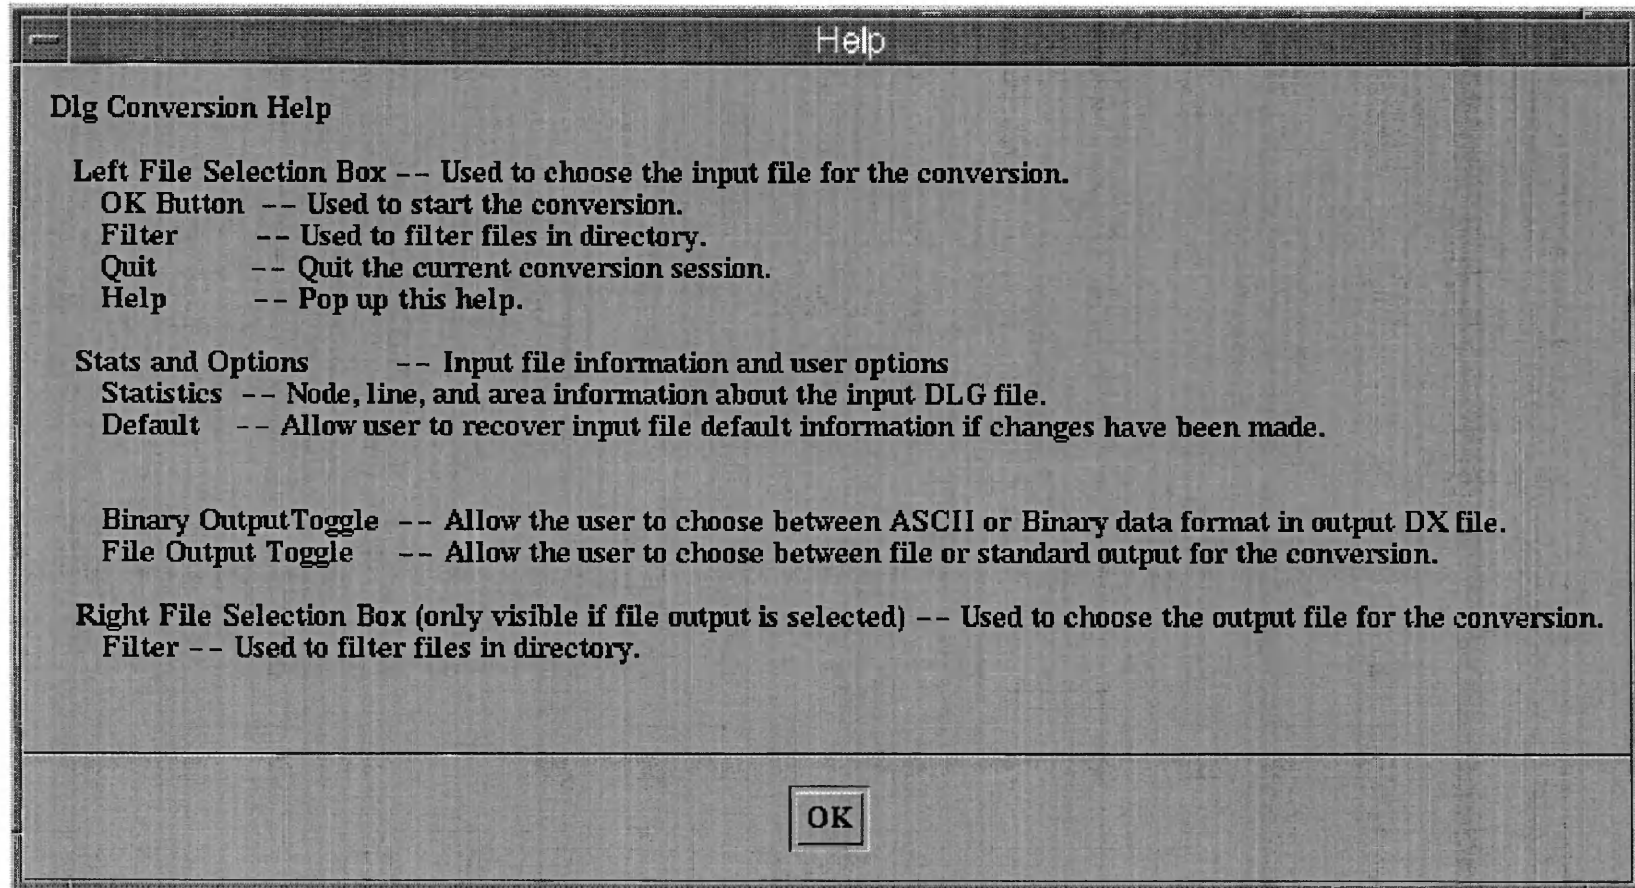 Help
Dlg Conversion Help
Left File Selection Box -- Used to choose the input file for the conversion.
OK Button -- Used to start the conversion.
Filter -- Used to filter files in directory.
Quit -- Quit the current conversion session.
Help -- Pop up this help.
Stats and Options -- Input file information and user options
Statistics -- Node, line, and area information about the input DLG file.
Default -- Allow user to recover input file default information if changes have been made.
Binary OutputToggle -- Allow the user to choose between ASCII or Binary data format in output DX file.
File Output Toggle -- Allow the user to choose between file or standard output for the conversion.
Right File Selection Box (only visible if file output is selected) -- Used to choose the output file for the conversion.
Filter -- Used to filter files in directory.
OK